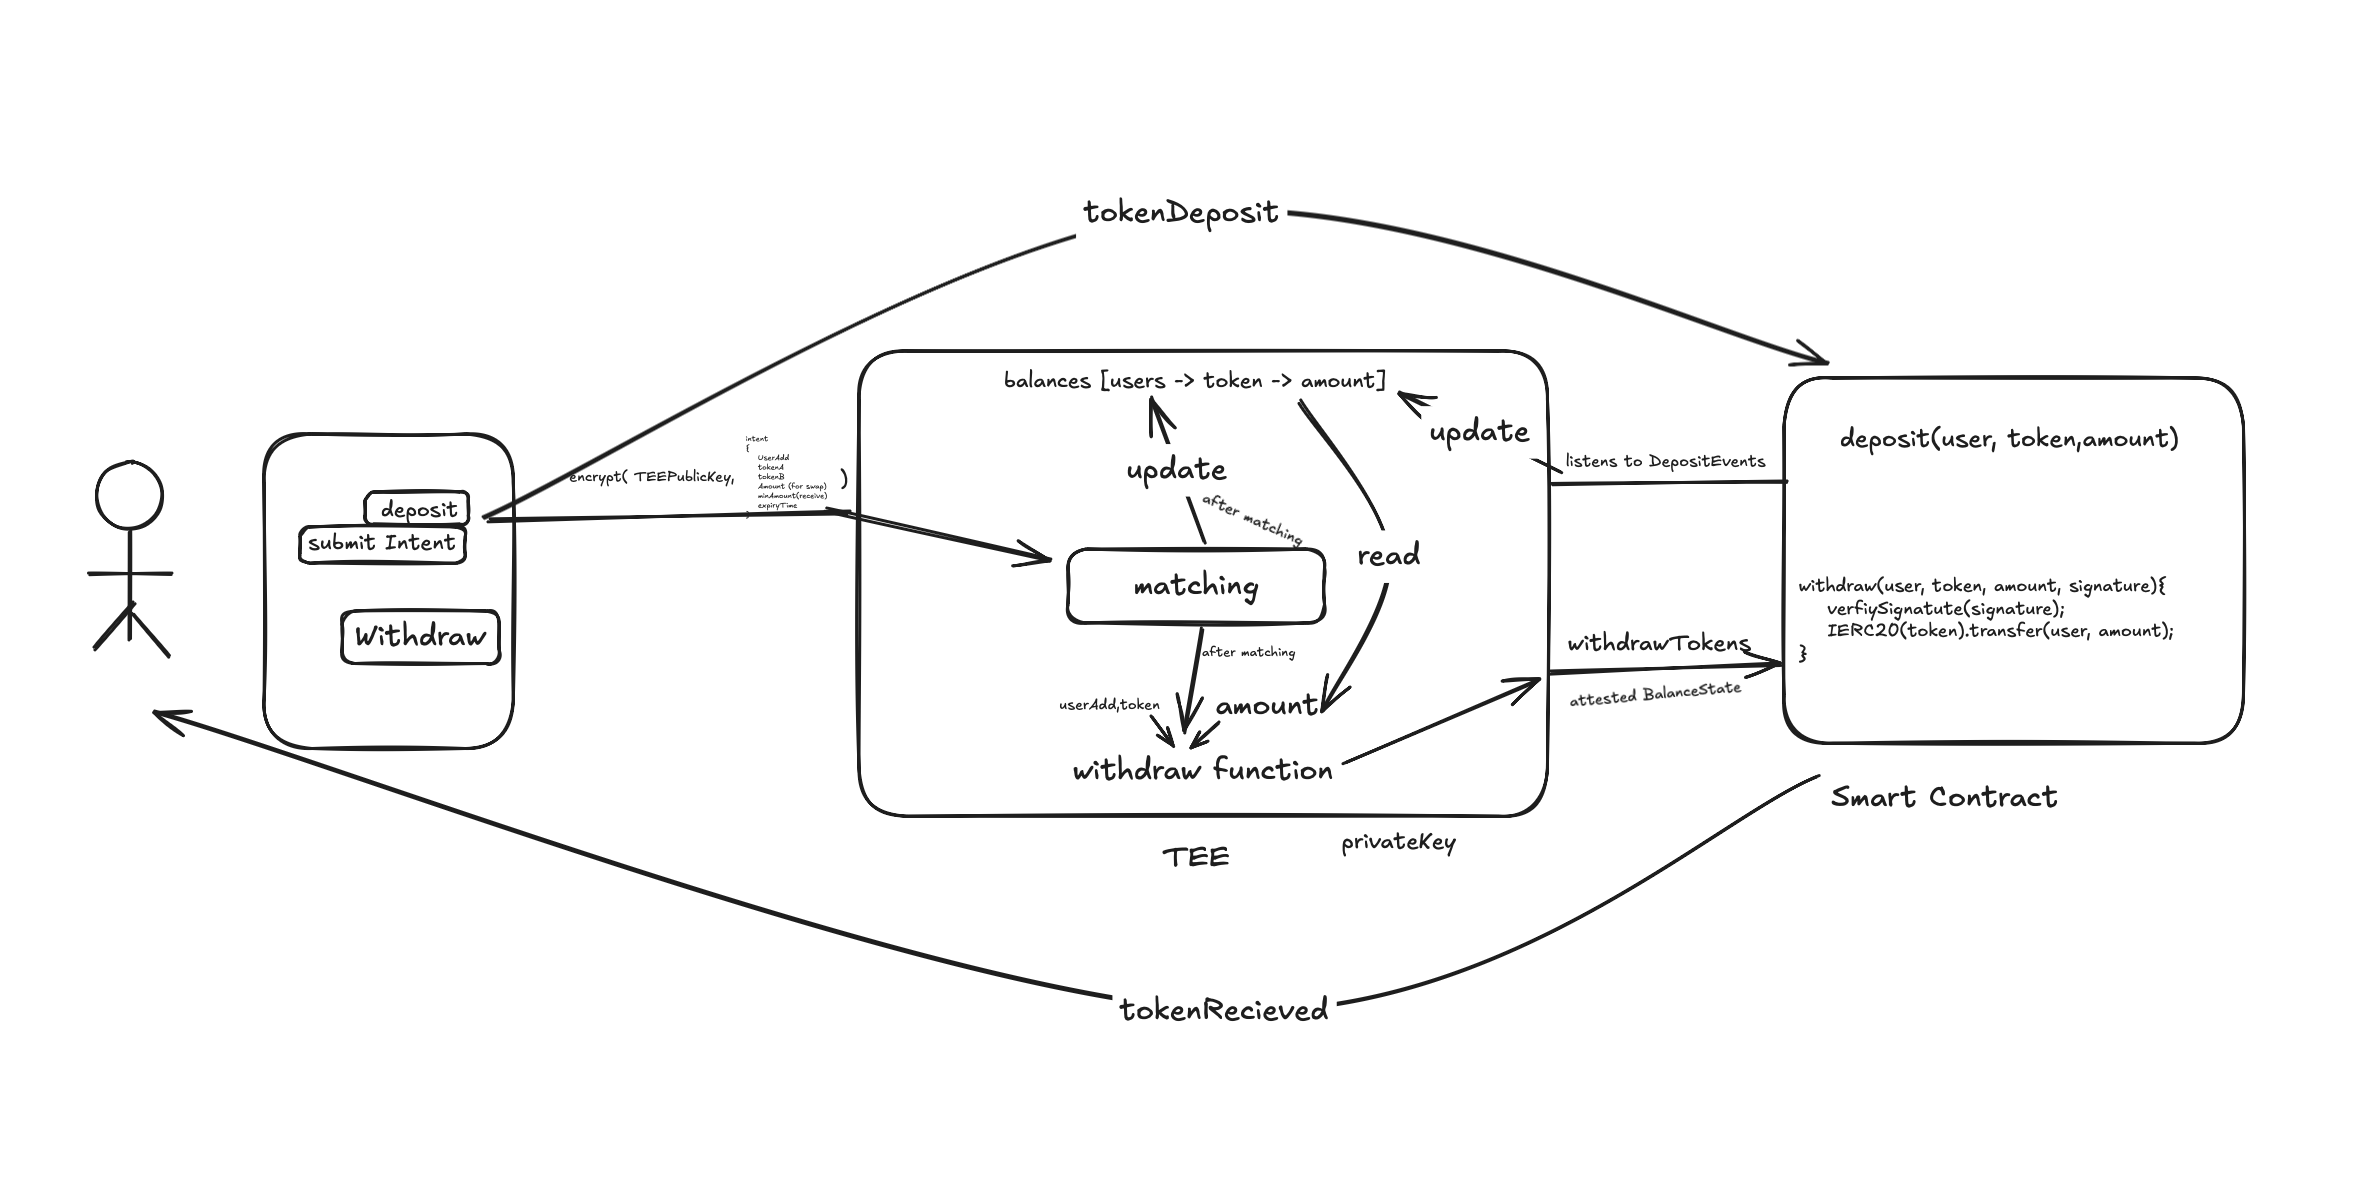 tokenDeposit
balances [users -> token -> amount]
update
update
after matching
read
matching
after matching
userAdd,token
amount
withdraw function
TEE
privateKey
deposit
submit Intent
Withdraw
encrypt( TEEPublicKey,
intent
{
UserAdd
tokenA
tokenB
Amount (for swap)
minAmount(receive)
expiryTime
}
)
listens to DepositEvents
withdrawTokens
attested BalanceState
deposit(user, token,amount)
withdraw(user, token, amount, signature){
verfiySignatute(signature);
IERC20(token).transfer(user, amount);
}
Smart Contract
tokenRecieved